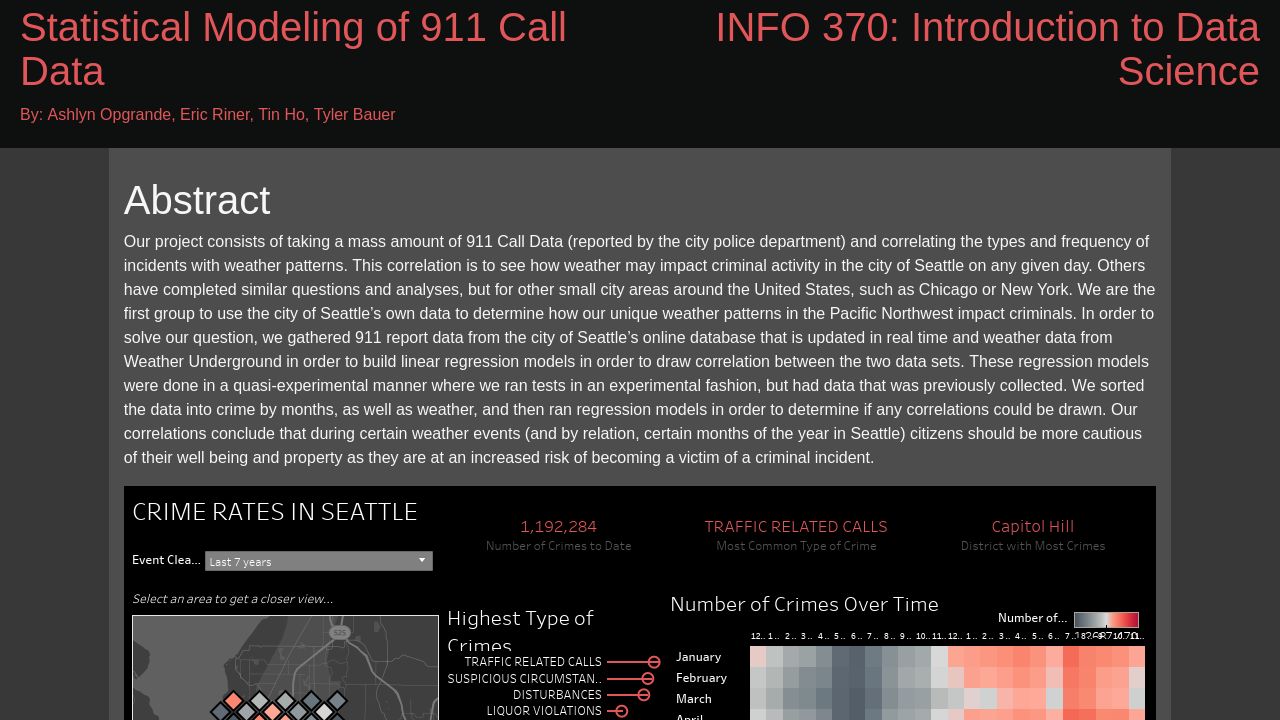 Statistical Modeling of 911 Call
Data
INFO 370: Introduction to Data
Science
By: Ashlyn Opgrande, Eric Riner, Tin Ho, Tyler Bauer
Abstract
Our project consists of taking a mass amount of 911 Call Data (reported by the city police department) and correlating the types and frequency of
incidents with weather patterns. This correlation is to see how weather may impact criminal activity in the city of Seattle on any given day. Others
have completed similar questions and analyses, but for other small city areas around the United States, such as Chicago or New York. We are the
first group to use the city of Seattle’s own data to determine how our unique weather patterns in the Pacific Northwest impact criminals. In order to
solve our question, we gathered 911 report data from the city of Seattle’s online database that is updated in real time and weather data from
Weather Underground in order to build linear regression models in order to draw correlation between the two data sets. These regression models
were done in a quasi-experimental manner where we ran tests in an experimental fashion, but had data that was previously collected. We sorted
the data into crime by months, as well as weather, and then ran regression models in order to determine if any correlations could be drawn. Our
correlations conclude that during certain weather events (and by relation, certain months of the year in Seattle) citizens should be more cautious
of their well being and property as they are at an increased risk of becoming a victim of a criminal incident.
CRIME RATES IN SEATTLE
1,192,284
Number of Crimes to Date
TRAFFIC RELATED CALLS
Most Common Type of Crime
Capitol Hill
District with Most Crimes
Event Clea... Last 7 years
Select an area to get a closer view...
525
Highest Type of
Crimes
TRAFFIC RELATED CALLS
SUSPICIOUS CIRCUMSTAN..
DISTURBANCES
LIQUOR VIOLATIONS
Number of Crimes Over Time
Number of...
12.. 1 .. 2 .. 3 .. 4 .. 5 .. 6 .. 7 .. 8 .. 9 .. 10.. 11.. 12.. 1 .. 2 .. 3 .. 4 .. 5 .. 6 .. 7 .. 8 .. 9 .. 10.. 11..
January
February
March
April